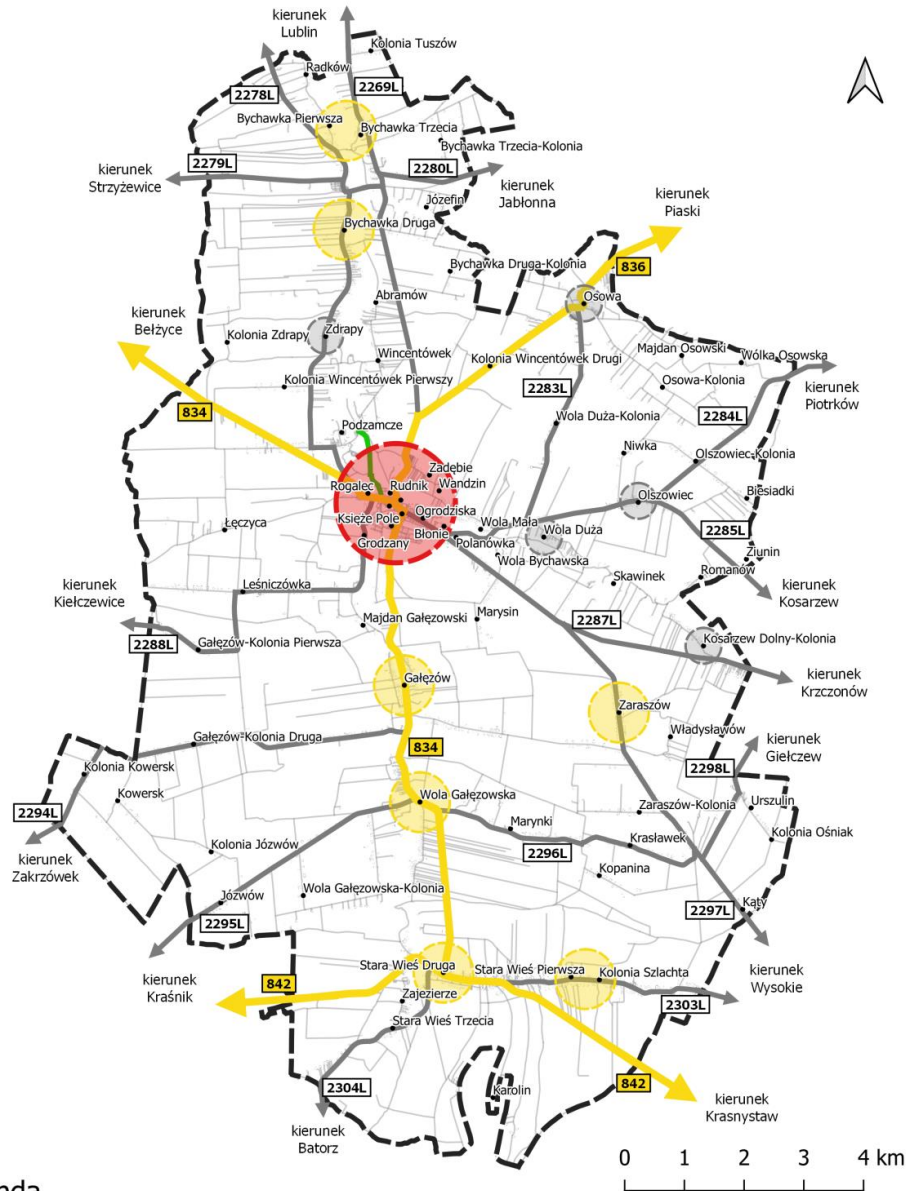 kierunek
Lublin
Kolonia Tuszów
Radków
2278L
2269L
Bychawka Pierwsza
Bychawka Trzecia
Bychawka Trzecia-Kolonia
2279L
2280L
kierunek
Strzyżewice
kierunek
Jabłonna
Józefin
kierunek
Piaski
Bychawka Druga
836
Bychawka Druga-Kolonia
Abramów
Osowa
kierunek
Bełżyce
Kolonia Zdrapy
Zdrapy
Wincentówek
Kolonia Wincentówek Drugi
Majdan Osowski
Wólka Osowska
Kolonia Wincentówek Pierwszy
2283L
Osowa-Kolonia
kierunek
Piotrków
834
2284L
Podzamcze
Wola Duża-Kolonia
Niwka
Olszowiec-Kolonia
Zadębie
Rogalec
Rudnik
Wandzin
Olszowiec
Biesiadki
Księże Pole
Ogrodziska
Wola Mała
Łęczyca
Błonie
Wola Duża
2285L
Grodzany
Polanówka
Wola Bychawska
Ziunin
Romanów
Skawinek
kierunek
Kiełczewice
Leśniczówka
kierunek
Kosarzew
Majdan Gałęzowski
Marysin
2287L
2288L
Gałęzów-Kolonia Pierwsza
Kosarzew Dolny-Kolonia
kierunek
Krzczonów
Gałęzów
Zaraszów
Gałęzów-Kolonia Druga
834
Władysławów
kierunek
Giełczew
Kolonia Kowersk
2298L
Kowersk
Wola Gałęzowska
Zaraszów-Kolonia
Urszulin
2294L
Marynki
Kolonia Ośniak
Krasławek
kierunek
Zakrzówek
Kolonia Józwów
2296L
Kopanina
Wola Gałęzowska-Kolonia
Józwów
2297L
Kąty
2295L
kierunek
Kraśnik
Stara Wieś Druga
Stara Wieś Pierwsza
Kolonia Szlachta
kierunek
Wysokie
842
Zajezierze
2303L
Stara Wieś Trzecia
2304L
842
Karolin
kierunek
Krasnystaw
kierunek
Batorz
0 1 2 3 4 km